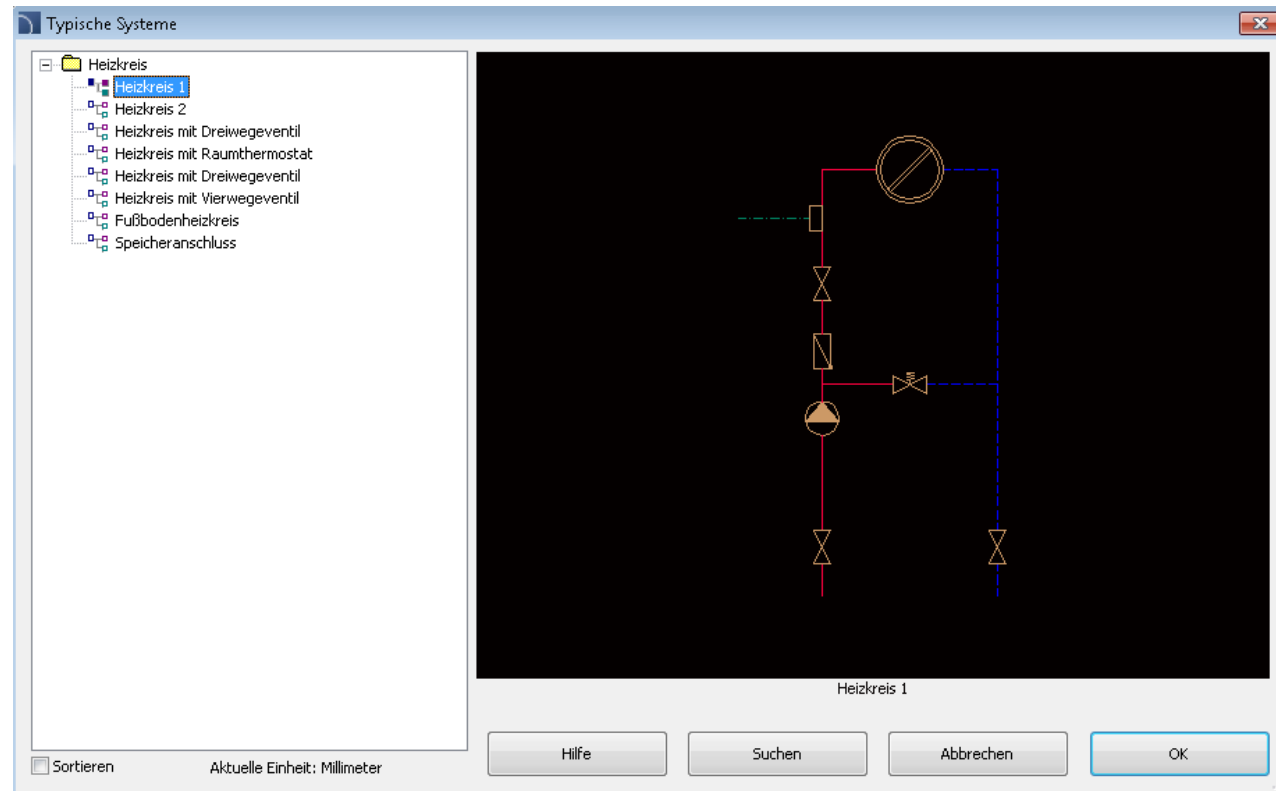 Typische Systeme
Heizkreis
Heizkreis 1
Heizkreis 2
Heizkreis mit Dreiwegeventil
Heizkreis mit Raumthermostat
Heizkreis mit Dreiwegeventil
Heizkreis mit Vierwegeventil
Fußbodenheizkreis
Speicheranschluss
Heizkreis 1
Sortieren
Aktuelle Einheit: Millimeter
Hilfe
Suchen
Abbrechen
OK